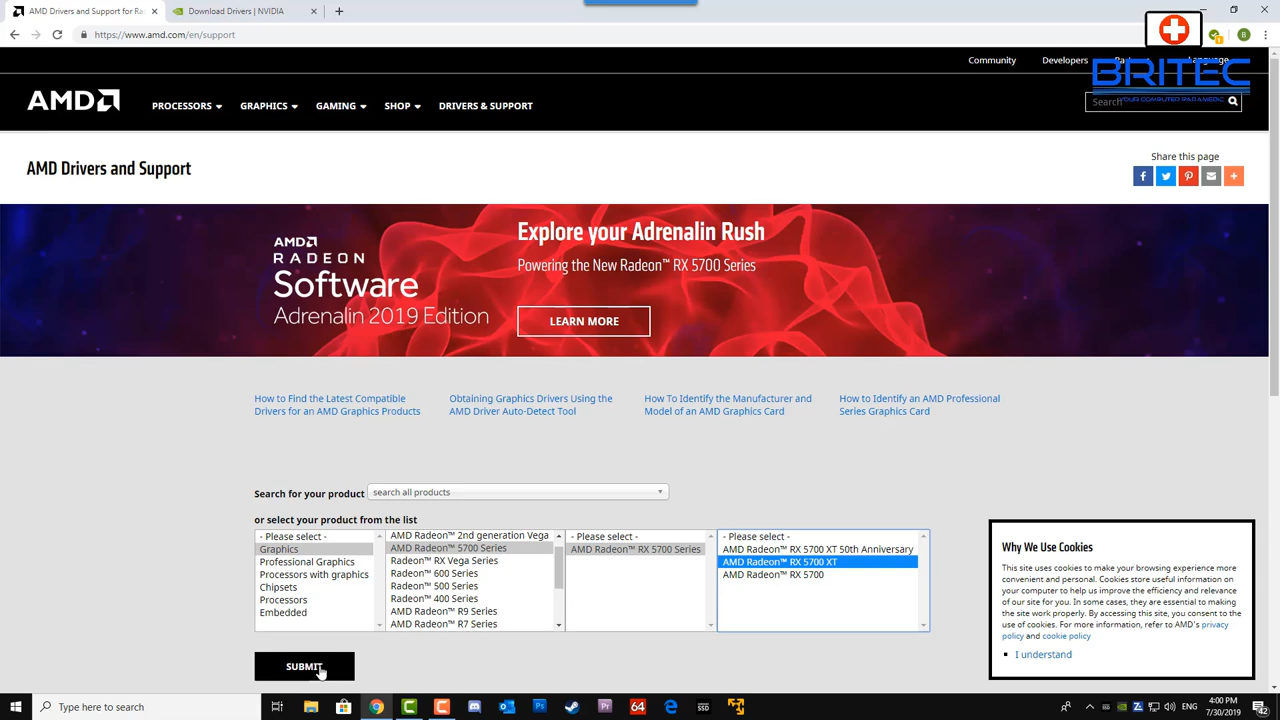 AMD Drivers and Support for Ra
Download Drivers | NVIDIA
https://www.amd.com/en/support
B
Community
Developers
Language
BRITEC
YOUR COMPUTER PARAMEDIC
AMD
PROCESSORS
GRAPHICS
GAMING
SHOP
DRIVERS & SUPPORT
Search
AMD Drivers and Support
Share this page
AMD
RADEON
Software
Adrenalin 2019 Edition
Explore your Adrenalin Rush
Powering the New Radeon™ RX 5700 Series
LEARN MORE
How to Find the Latest Compatible
Drivers for an AMD Graphics Products
Obtaining Graphics Drivers Using the
AMD Driver Auto-Detect Tool
How To Identify the Manufacturer and
Model of an AMD Graphics Card
How to Identify an AMD Professional
Series Graphics Card
Search for your product
search all products
or select your product from the list
- Please select -
Graphics
Professional Graphics
Processors with graphics
Chipsets
Processors
Embedded
AMD Radeon™ 2nd generation Vega
AMD Radeon™ 5700 Series
Radeon™ RX Vega Series
Radeon™ 600 Series
Radeon™ 500 Series
Radeon™ 400 Series
AMD Radeon™ R9 Series
AMD Radeon™ R7 Series
- Please select -
AMD Radeon™ RX 5700 Series
- Please select -
AMD Radeon™ RX 5700 XT 50th Anniversary
AMD Radeon™ RX 5700 XT
AMD Radeon™ RX 5700
SUBMIT
Why We Use Cookies
This site uses cookies to make your browsing experience more
convenient and personal. Cookies store useful information on
your computer to help us improve the efficiency and relevance
of our site for you. In some cases, they are essential to making
the site work properly. By accessing this site, you consent to the
use of cookies. For more information, refer to AMD's privacy
policy and cookie policy
I understand
Type here to search
64
SSD
ENG
4:00 PM
7/30/2019
42